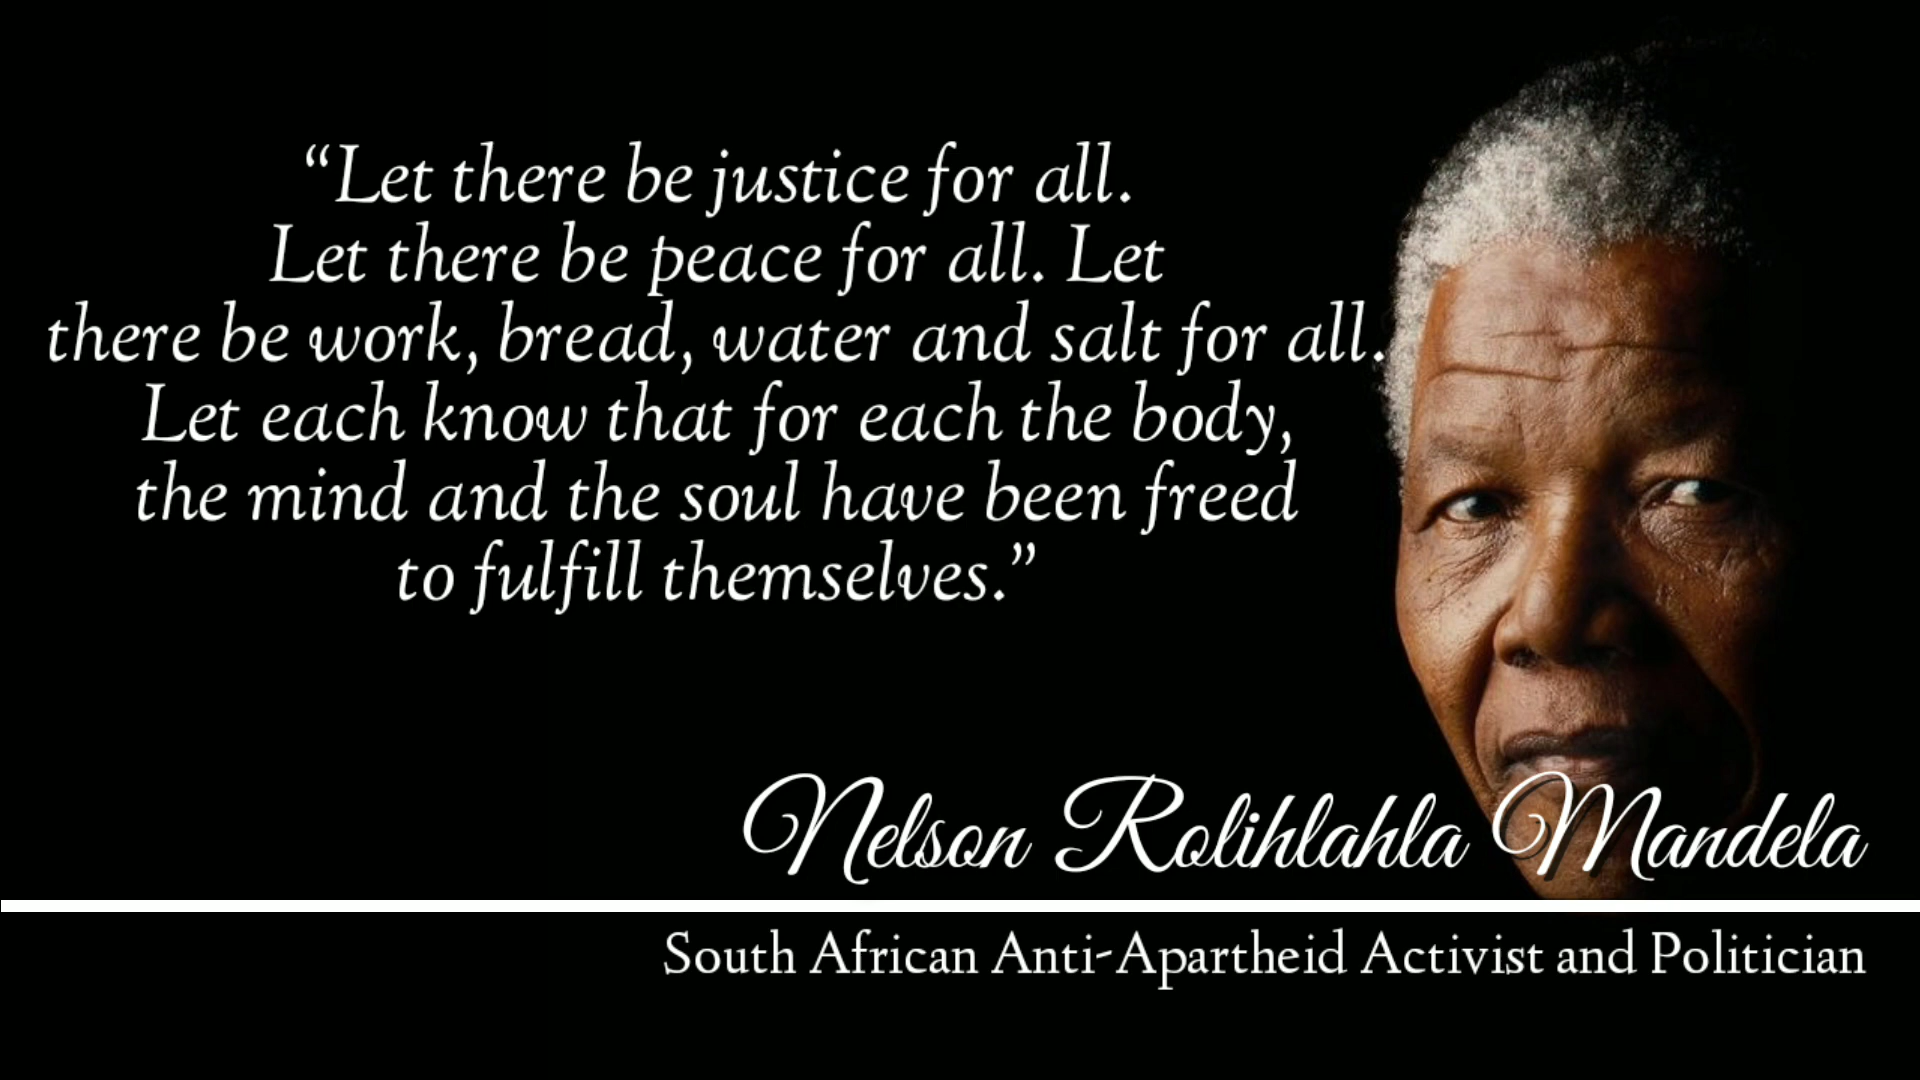 “Let there be justice for all.
Let there be peace for all. Let
there be work, bread, water and salt for all.
Let each know that for each the body,
the mind and the soul have been freed
to fulfill themselves.”
Nelson Rolihlahla Mandela
South African Anti-Apartheid Activist and Politician